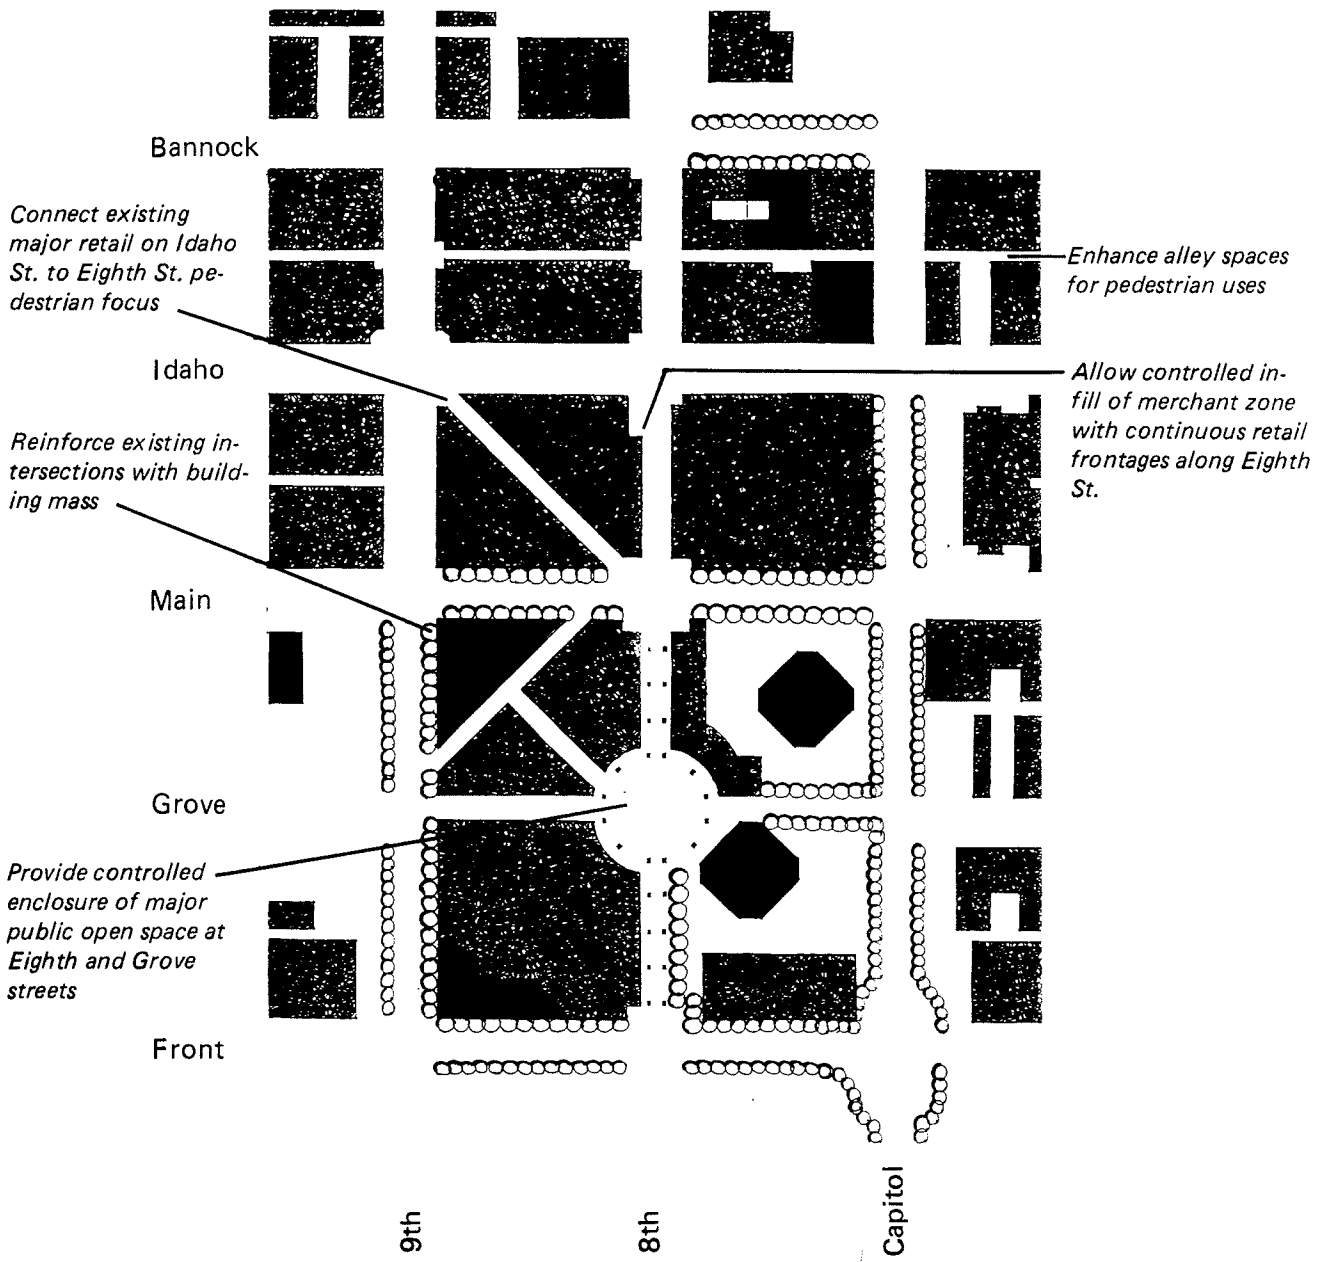 Bannock
Connect existing
major retail on Idaho
St. to Eighth St. pe-
destrian focus
Enhance alley spaces
for pedestrian uses
Idaho
Allow controlled in-
fill of merchant zone
with continuous retail
frontages along Eighth
St.
Reinforce existing in-
tersections with build-
ing mass
Main
Grove
Provide controlled
enclosure of major
public open space at
Eighth and Grove
streets
Front
9th
8th
Capitol